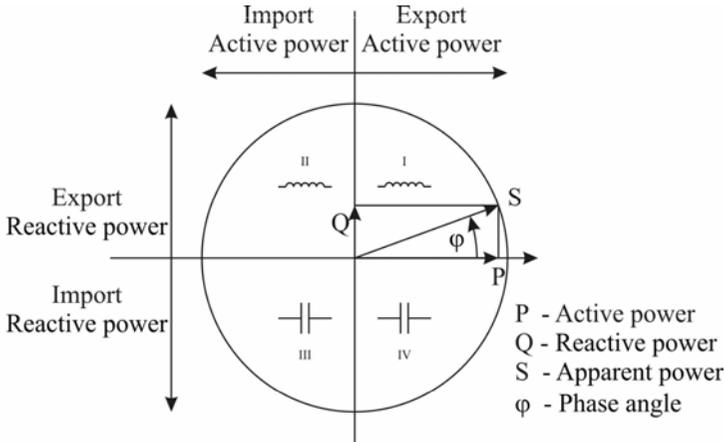 Import
Active power
Export
Active power
II
I
S
Export
Reactive power
Q
φ
P
Import
Reactive power
III
IV
P - Active power
Q - Reactive power
S - Apparent power
φ - Phase angle